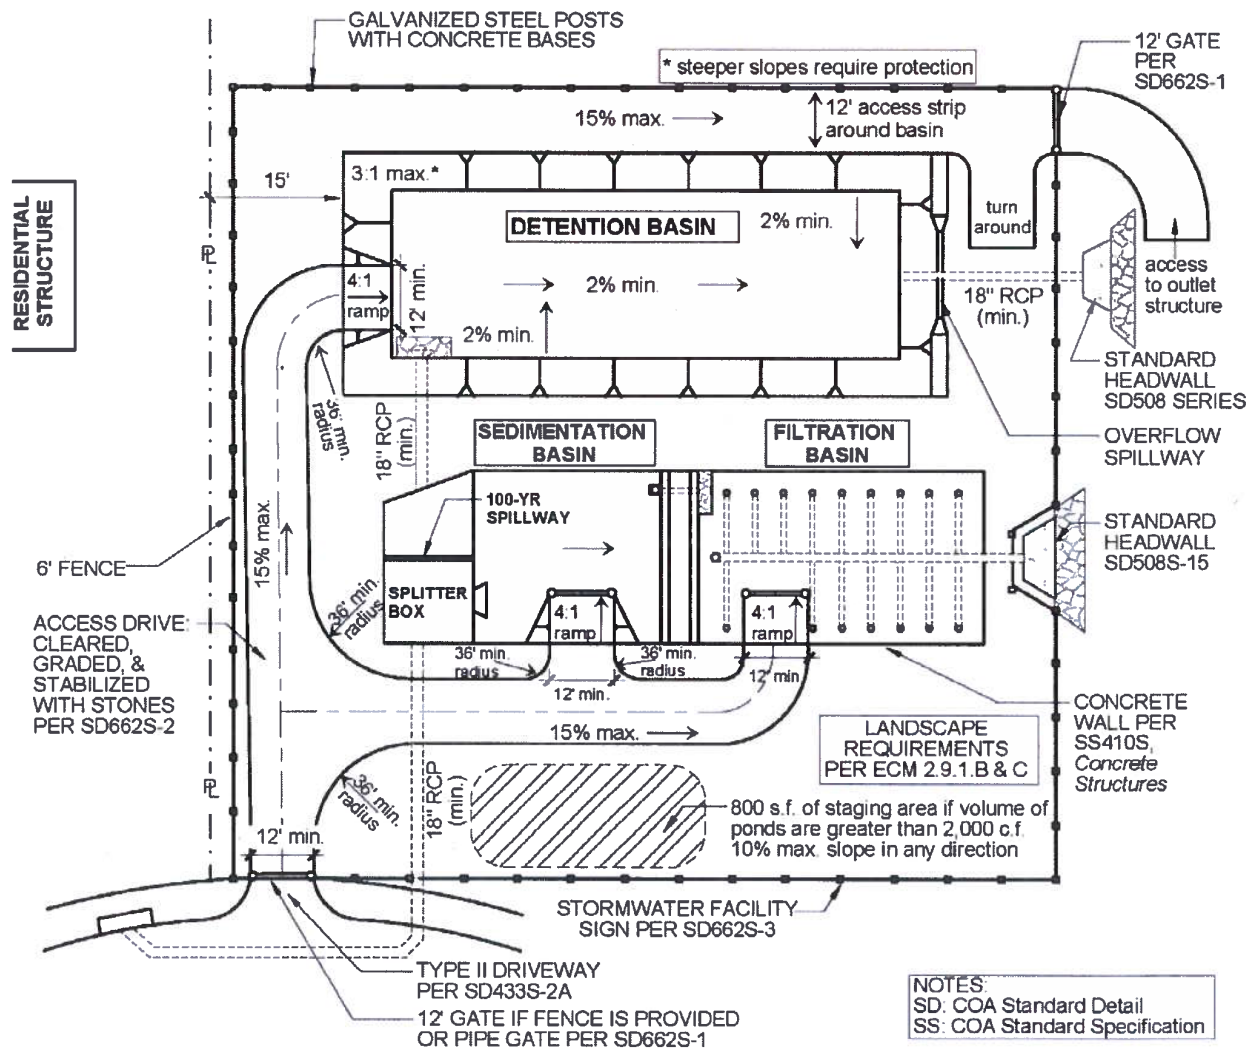 GALVANIZED STEEL POSTS
WITH CONCRETE BASES
* steeper slopes require protection
12' GATE
PER
SD662S-1
15% max.
12' access strip
around basin
RESIDENTIAL
STRUCTURE
15'
3:1 max.*
DETENTION BASIN
2% min.
turn
around
PL
4:1
ramp
12' min.
2% min.
2% min.
18" RCP
(min.)
access
to outlet
structure
STANDARD
HEADWALL
SD508 SERIES
36' min.
radius
18" RCP
(min.)
SEDIMENTATION
BASIN
FILTRATION
BASIN
OVERFLOW
SPILLWAY
100-YR
SPILLWAY
15% max.
6' FENCE
STANDARD
HEADWALL
SD508S-15
SPLITTER
BOX
36' min.
radius
4:1
ramp
4:1
ramp
ACCESS DRIVE:
CLEARED,
GRADED, &
STABILIZED
WITH STONES
PER SD662S-2
36' min.
radius
36' min.
radius
12' min.
12' min.
15% max.
LANDSCAPE
REQUIREMENTS
PER ECM 2.9.1.B & C
CONCRETE
WALL PER
SS410S,
Concrete
Structures
PL
36' min.
radius
18" RCP
(min.)
800 s.f. of staging area if volume of
ponds are greater than 2,000 c.f.
10% max. slope in any direction
12' min.
STORMWATER FACILITY
SIGN PER SD662S-3
TYPE II DRIVEWAY
PER SD433S-2A
12' GATE IF FENCE IS PROVIDED
OR PIPE GATE PER SD662S-1
NOTES:
SD: COA Standard Detail
SS: COA Standard Specification